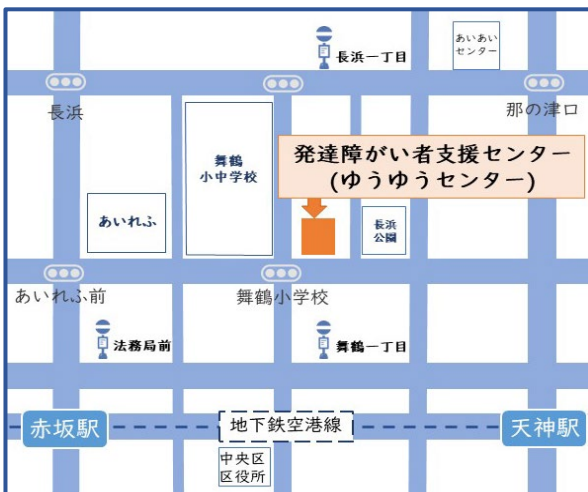 長浜一丁目
あいあい
センター
長浜
那の津口
舞鶴
小中学校
発達障がい者支援センター
(ゆうゆうセンター)
あいれふ
長浜
公園
あいれふ前
舞鶴小学校
法務局前
舞鶴一丁目
赤坂駅
地下鉄空港線
天神駅
中央区
区役所